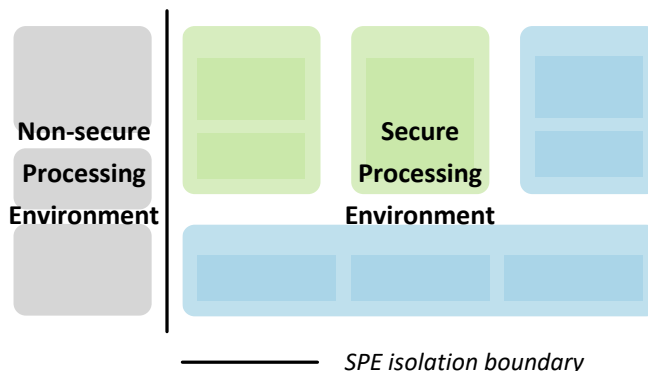 Non-secure
Processing
Environment
Secure
Processing
Environment
SPE isolation boundary